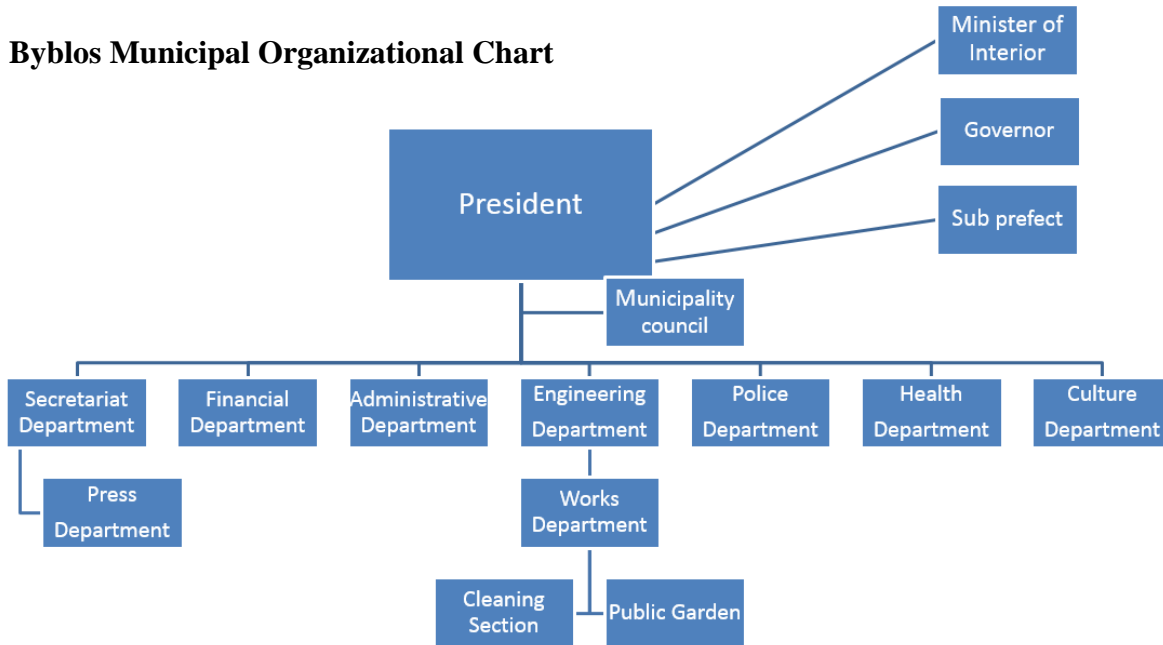 Byblos Municipal Organizational Chart
Minister of
Interior
Governor
President
Sub prefect
Municipality
council
Secretariat
Department
Financial
Department
Administrative
Department
Engineering
Department
Police
Department
Health
Department
Culture
Department
Press
Department
Works
Department
Cleaning
Section
Public Garden